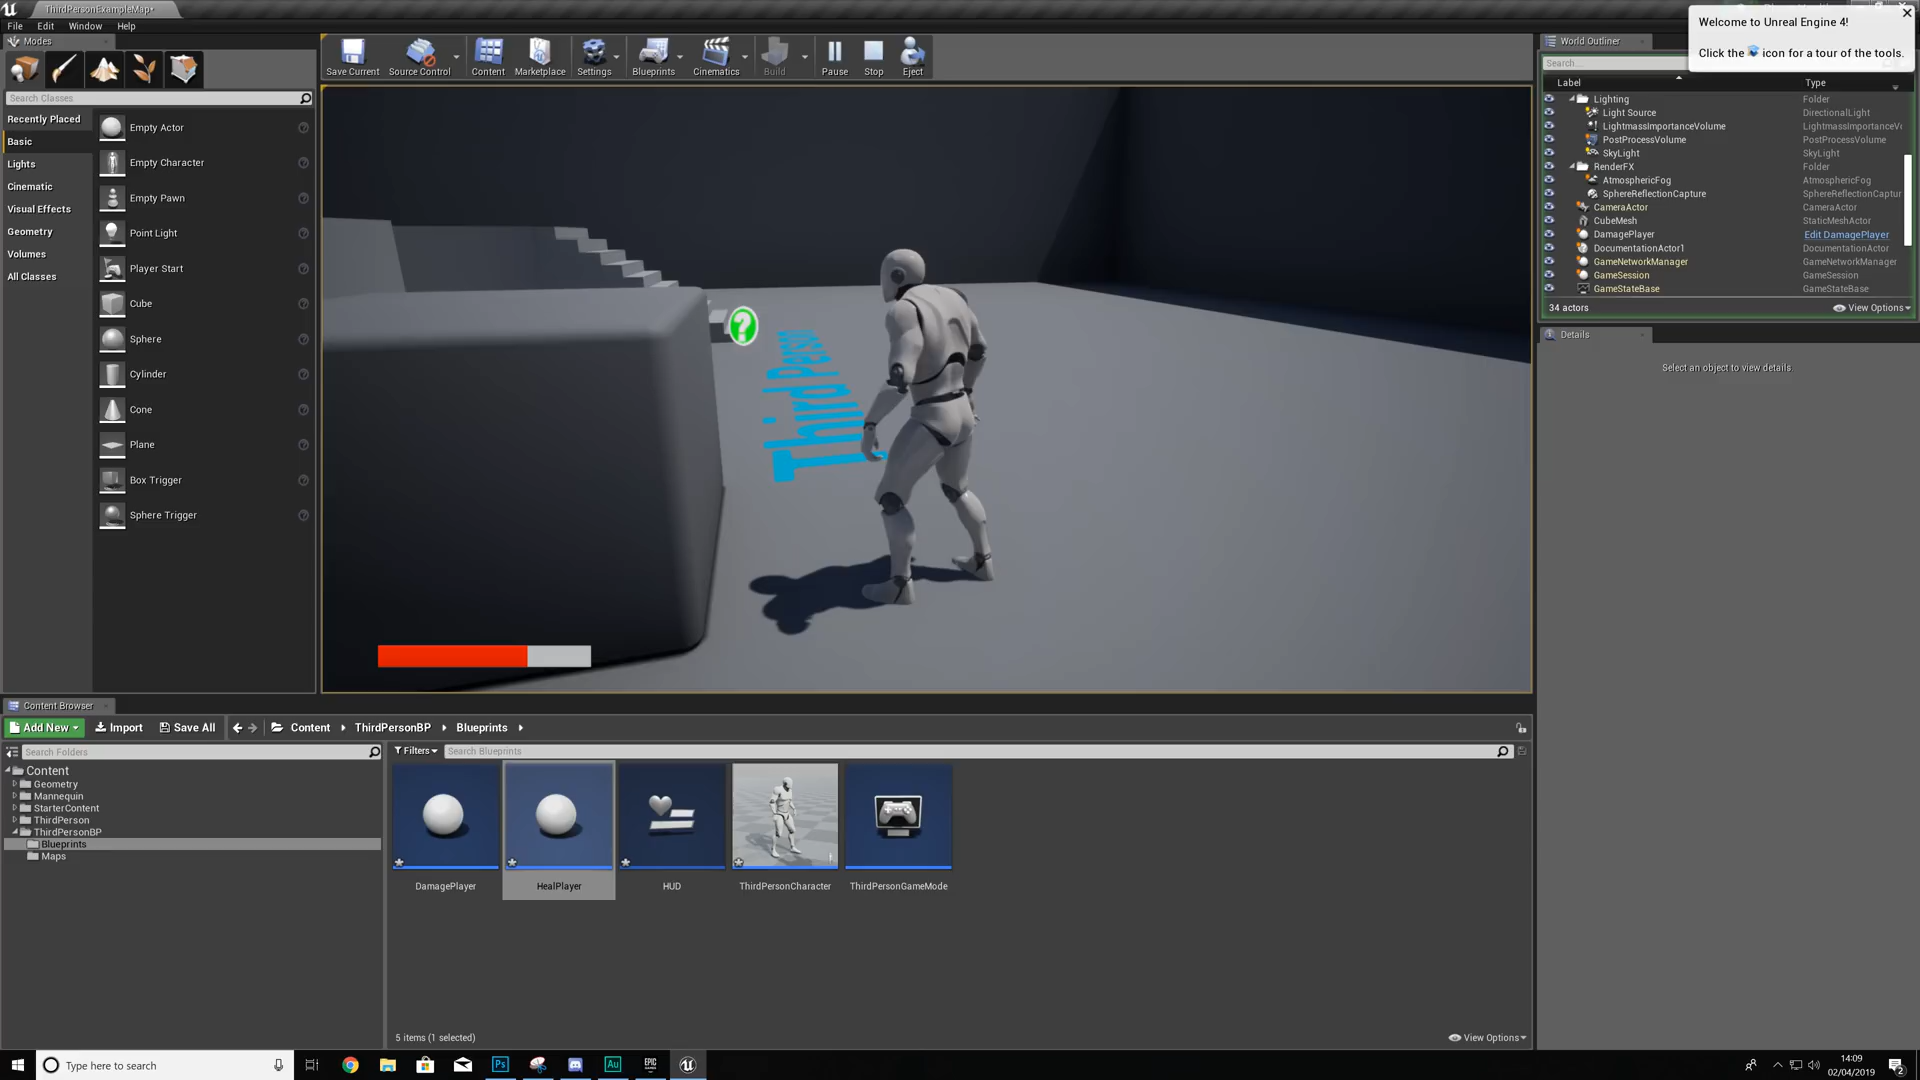 ThirdPersonExampleMap*
File Edit Window Help
Welcome to Unreal Engine 4!
Click the icon for a tour of the tools.
Modes
Save Current Source Control Content Marketplace Settings Blueprints Cinematics Build Pause Stop Eject
World Outliner
Search...
Search Classes
Label Type
Recently Placed
Basic
Lights
Cinematic
Visual Effects
Geometry
Volumes
All Classes
Empty Actor
Empty Character
Empty Pawn
Point Light
Player Start
Cube
Sphere
Cylinder
Cone
Plane
Box Trigger
Sphere Trigger
ThirdPerson
Lighting Folder
Light Source DirectionalLight
LightmassImportanceVolume LightmassImportanceVo
PostProcessVolume PostProcessVolume
SkyLight SkyLight
RenderFX Folder
AtmosphericFog AtmosphericFog
SphereReflectionCapture SphereReflectionCaptur
CameraActor CameraActor
CubeMesh StaticMeshActor
DamagePlayer Edit DamagePlayer
DocumentationActor1 DocumentationActor
GameNetworkManager GameNetworkManager
GameSession GameSession
GameStateBase GameStateBase
34 actors View Options
Details
Select an object to view details
Content Browser
Add New Import Save All Content ThirdPersonBP Blueprints
Search Folders
Filters Search Blueprints
Content
Geometry
Mannequin
StarterContent
ThirdPerson
ThirdPersonBP
Blueprints
Maps
DamagePlayer HealPlayer HUD ThirdPersonCharacter ThirdPersonGameMode
5 items (1 selected) View Options
Type here to search
Ps Au EPIC GAMES
14:09
02/04/2019
2